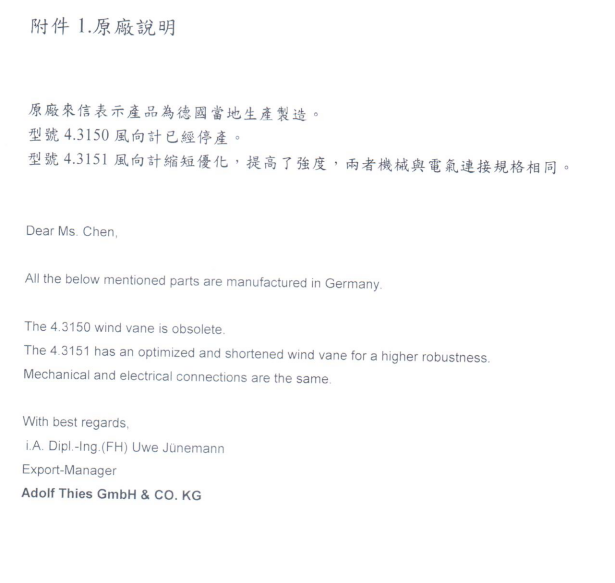 附件 1.原廠說明
原廠來信表示產品為德國當地生產製造。
型號 4.3150 風向計已經停產。
型號 4.3151 風向計縮短優化，提高了強度，兩者機械與電氣連接規格相同。
Dear Ms. Chen,
All the below mentioned parts are manufactured in Germany.
The 4.3150 wind vane is obsolete.
The 4.3151 has an optimized and shortened wind vane for a higher robustness.
Mechanical and electrical connections are the same.
With best regards,
i.A. Dipl.-Ing.(FH) Uwe Jünemann
Export-Manager
Adolf Thies GmbH & CO. KG